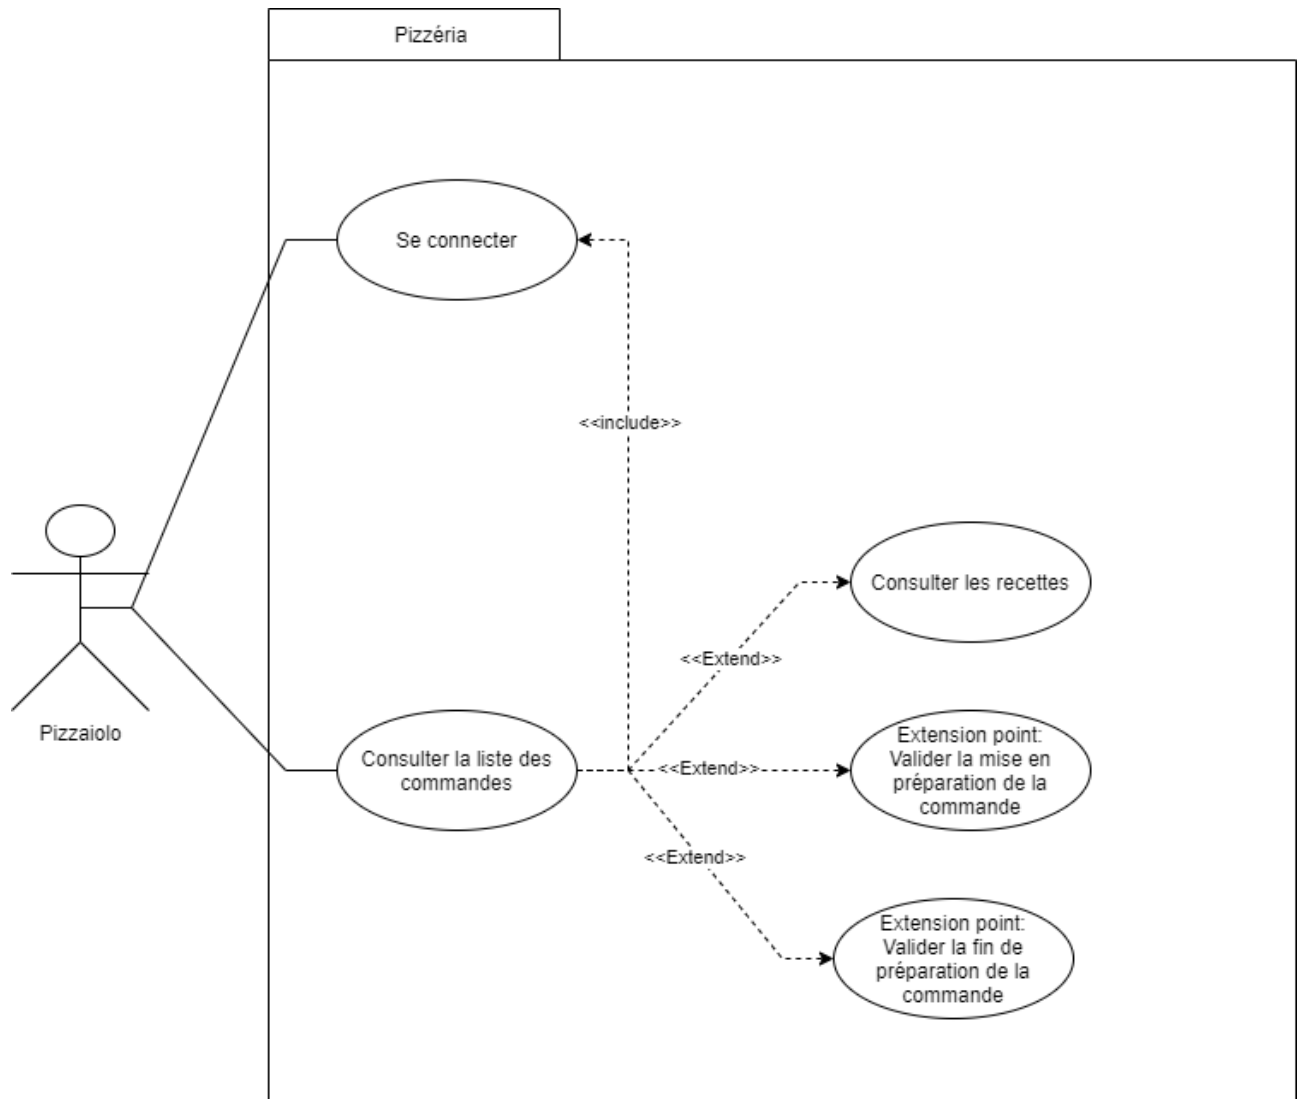 Pizzéria
Se connecter
<<include>>
Consulter les recettes
<<Extend>>
Pizzaiolo
Consulter la liste des
commandes
<<Extend>>
Extension point:
Valider la mise en
préparation de la
commande
<<Extend>>
Extension point:
Valider la fin de
préparation de la
commande